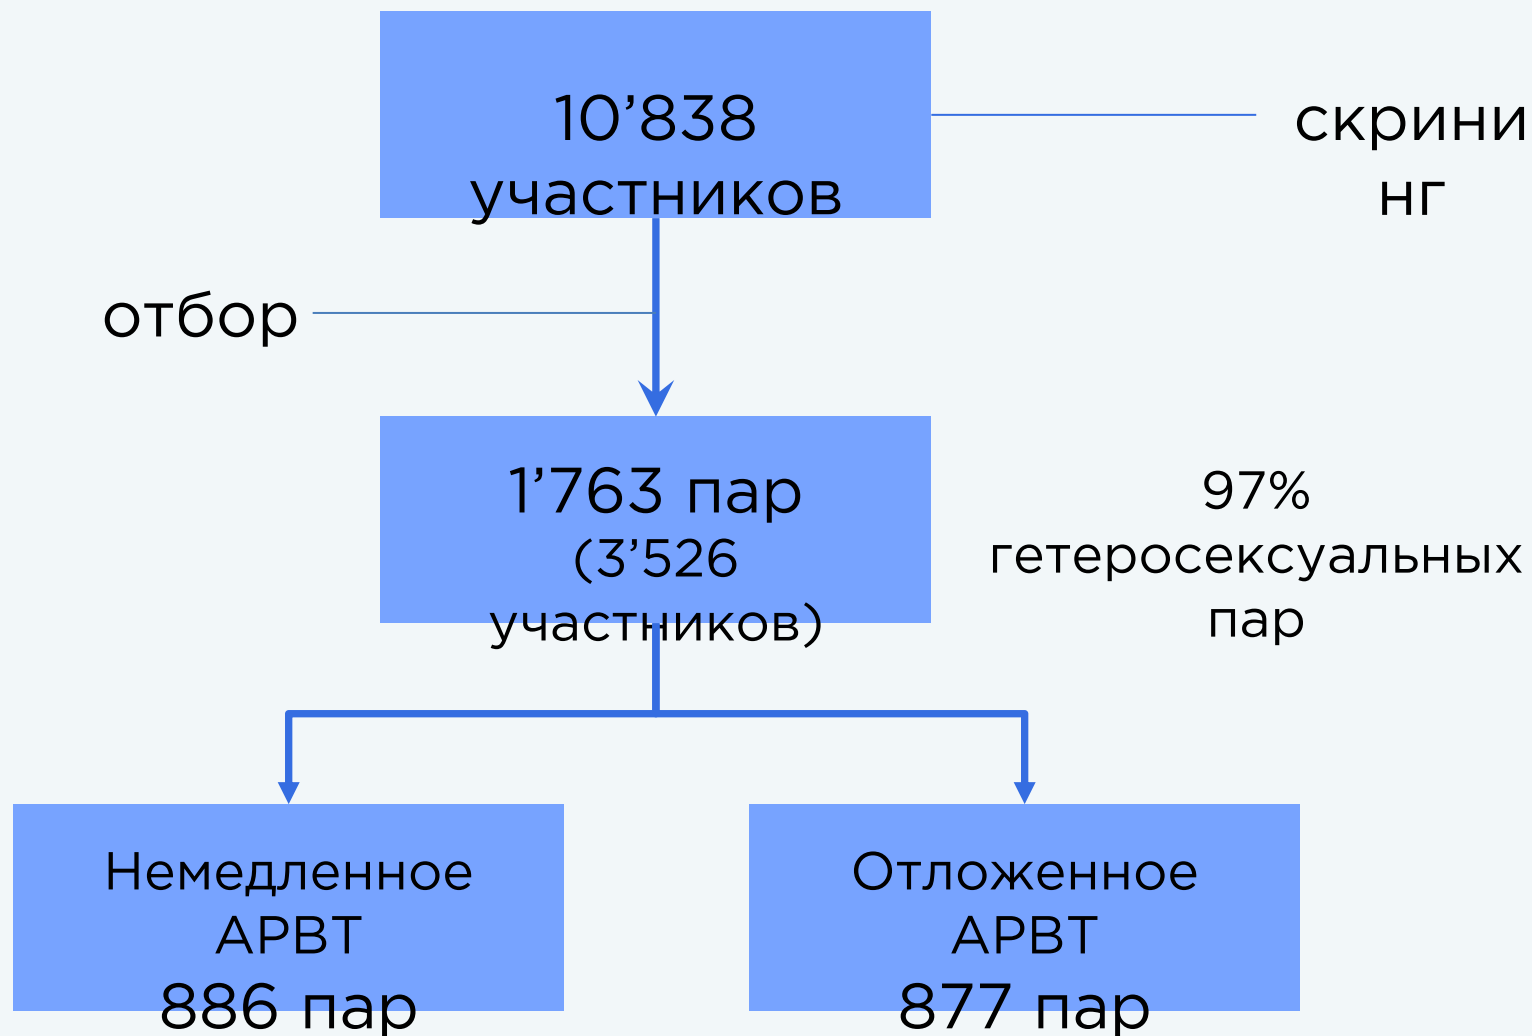 10’838
участников
скрини
нг
отбор
1’763 пар
(3’526
участников)
97%
гетеросексуальных
пар
Немедленное
АРВТ
886 пар
Отложенное
АРВТ
877 пар